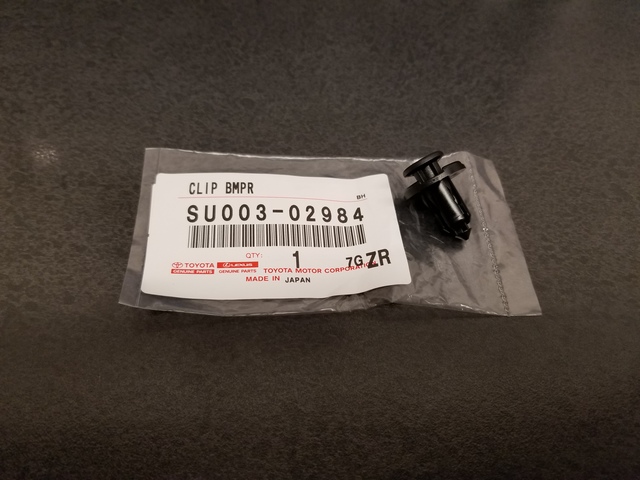 CLIP BMPR
BH
SU003-02984
QTY: 1 7G ZR
TOYOTA LEXUS
GENUINE PARTS GENUINE PARTS TOYOTA MOTOR CORPORATION
MADE IN JAPAN